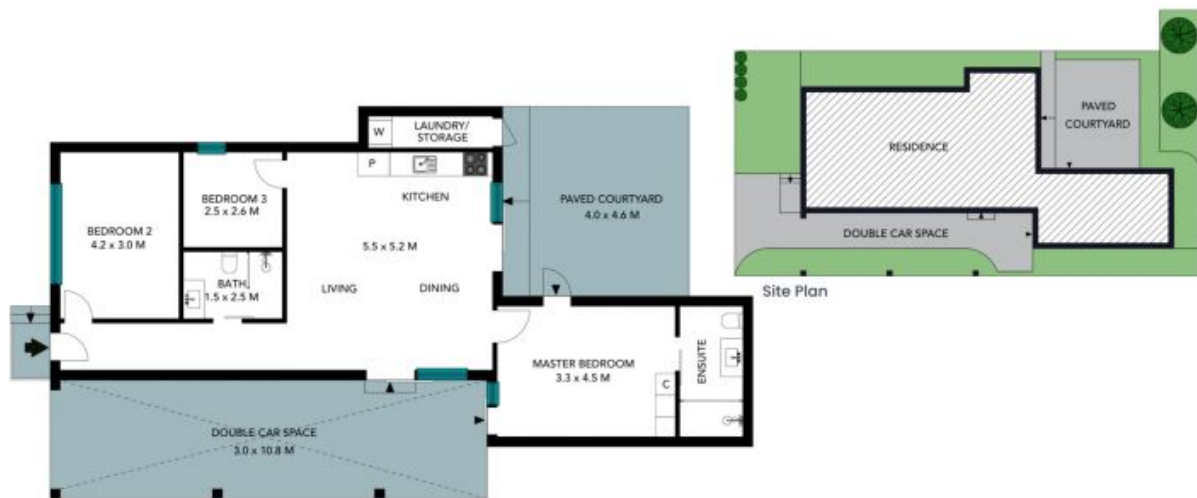 W
LAUNDRY/
STORAGE
P
KITCHEN
BEDROOM 2
4.2 x 3.0 M
BEDROOM 3
2.5 x 2.6 M
BATH.
1.5 x 2.5 M
5.5 x 5.2 M
LIVING
DINING
PAVED COURTYARD
4.0 x 4.6 M
MASTER BEDROOM
3.3 x 4.5 M
C
ENSUITE
DOUBLE CAR SPACE
3.0 x 10.8 M
RESIDENCE
PAVED
COURTYARD
DOUBLE CAR SPACE
Site Plan